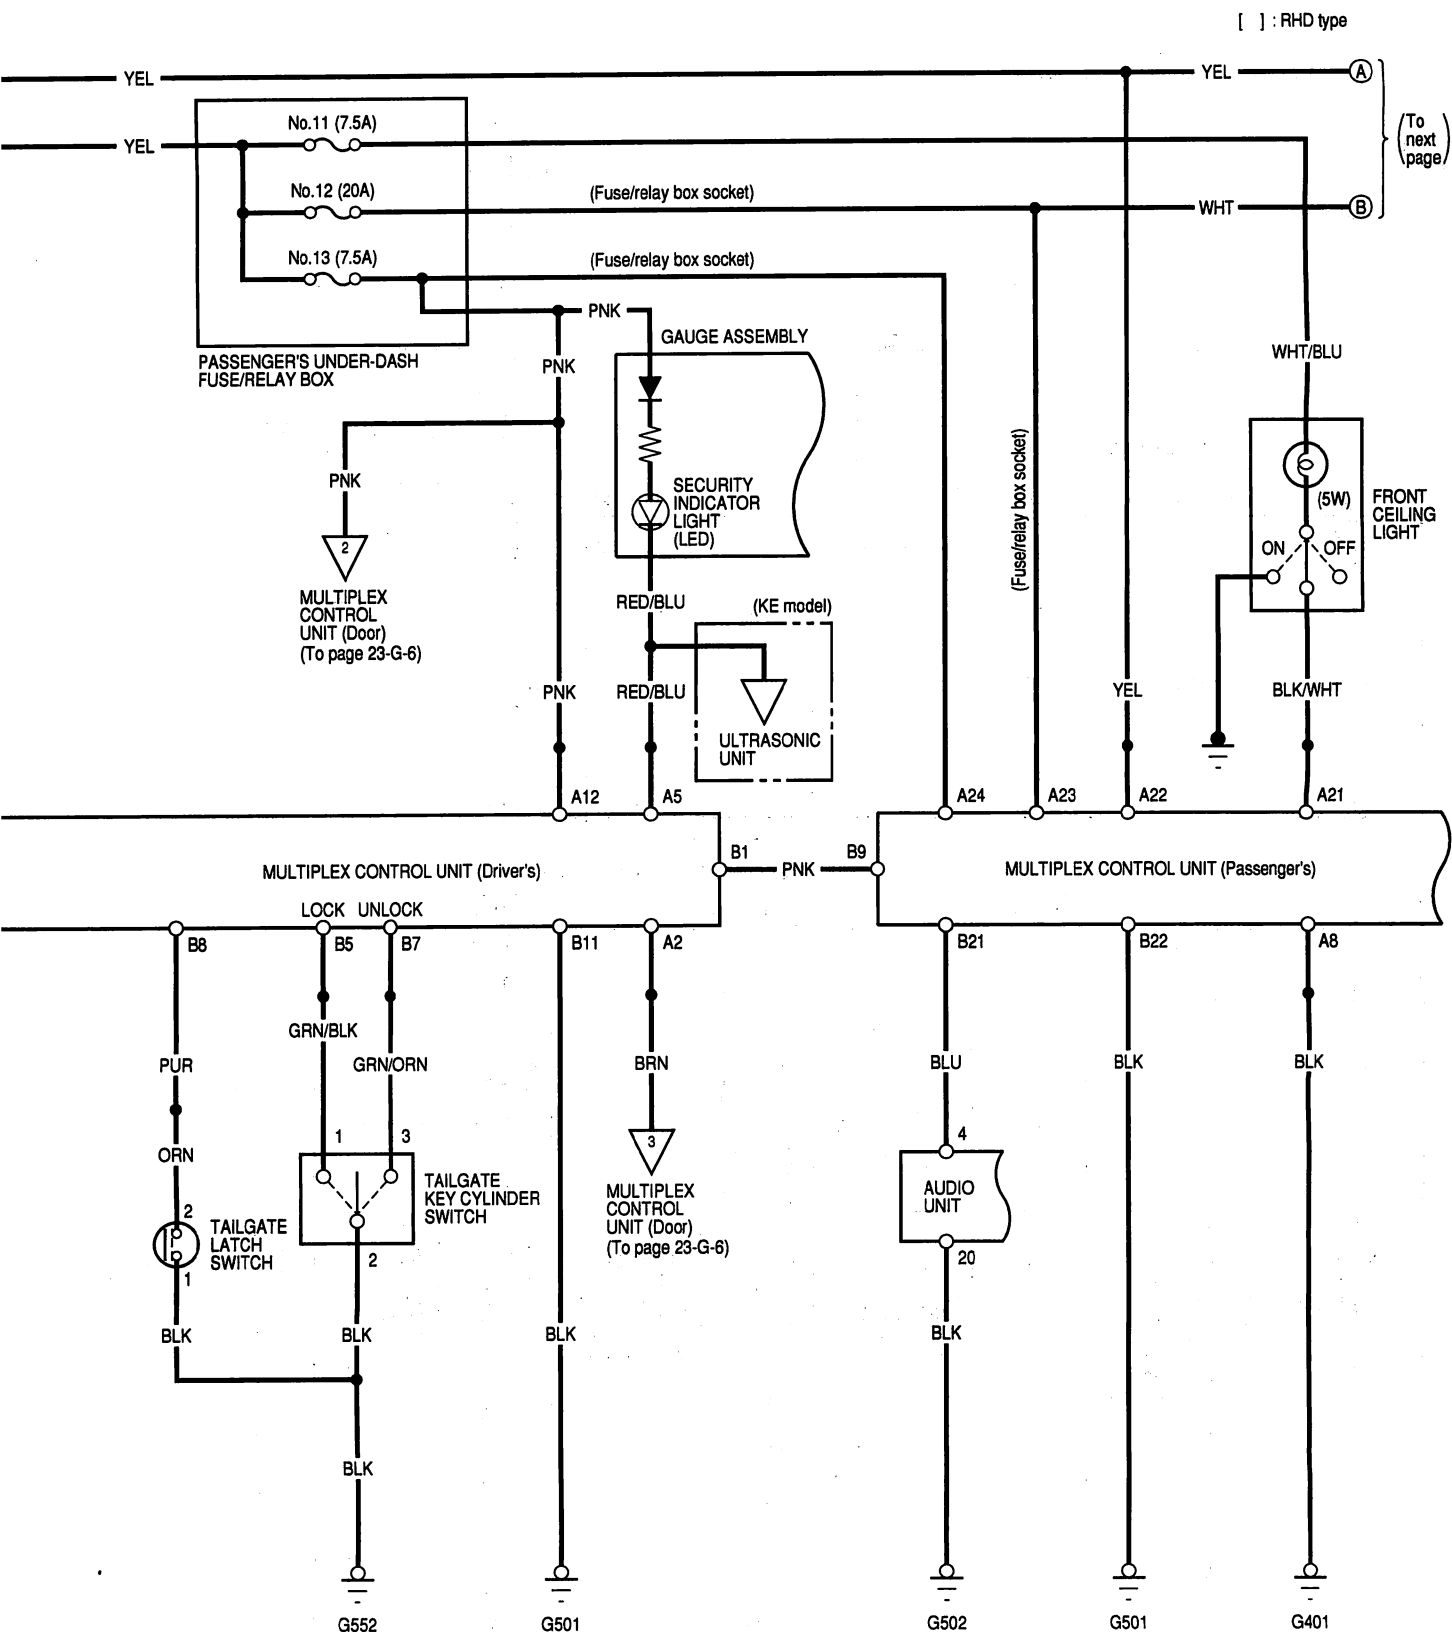 [ ] : RHD type
YEL
YEL
A
No.11 (7.5A)
YEL
(To
next
page)
No.12 (20A)
(Fuse/relay box socket)
WHT
B
No.13 (7.5A)
(Fuse/relay box socket)
PNK
GAUGE ASSEMBLY
PASSENGER'S UNDER-DASH
FUSE/RELAY BOX
PNK
WHT/BLU
PNK
2
MULTIPLEX
CONTROL
UNIT (Door)
(To page 23-G-6)
SECURITY
INDICATOR
LIGHT
(LED)
(Fuse/relay box socket)
(5W)
ON
OFF
FRONT
CEILING
LIGHT
RED/BLU
(KE model)
PNK
RED/BLU
ULTRASONIC
UNIT
YEL
BLK/WHT
A12
A5
A24
A23
A22
A21
MULTIPLEX CONTROL UNIT (Driver's)
B1
PNK
B9
MULTIPLEX CONTROL UNIT (Passenger's)
LOCK
UNLOCK
B8
B5
B7
B11
A2
B21
B22
A8
GRN/BLK
PUR
GRN/ORN
BRN
BLU
BLK
BLK
ORN
1
3
3
4
2
TAILGATE
LATCH
SWITCH
1
TAILGATE
KEY CYLINDER
SWITCH
2
MULTIPLEX
CONTROL
UNIT (Door)
(To page 23-G-6)
AUDIO
UNIT
20
BLK
BLK
BLK
BLK
BLK
G552
G501
G502
G501
G401